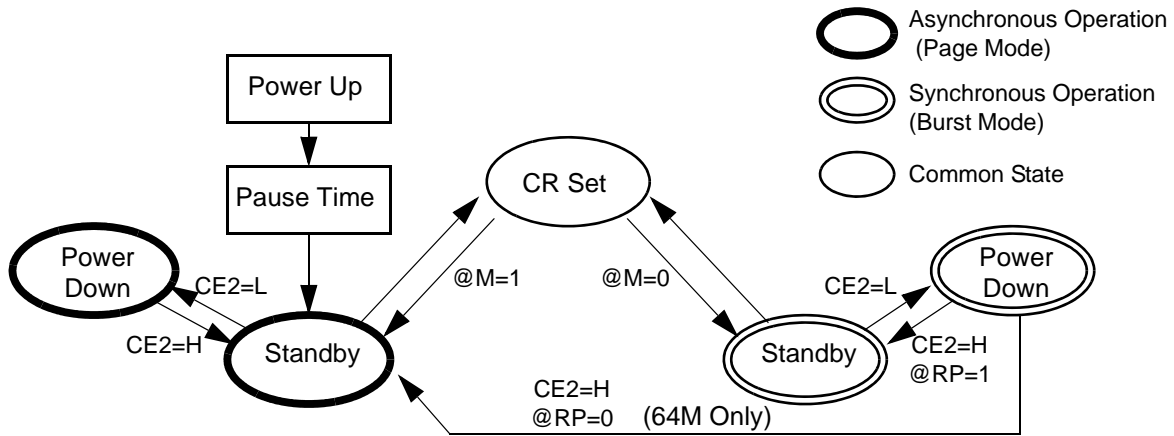 Asynchronous Operation
(Page Mode)
Power Up
Synchronous Operation
(Burst Mode)
CR Set
Common State
Pause Time
Power
Down
CE2=L
CE2=H
@M=1
@M=0
Standby
CE2=L
Power
Down
Standby
CE2=H
@RP=1
CE2=H
@RP=0 (64M Only)